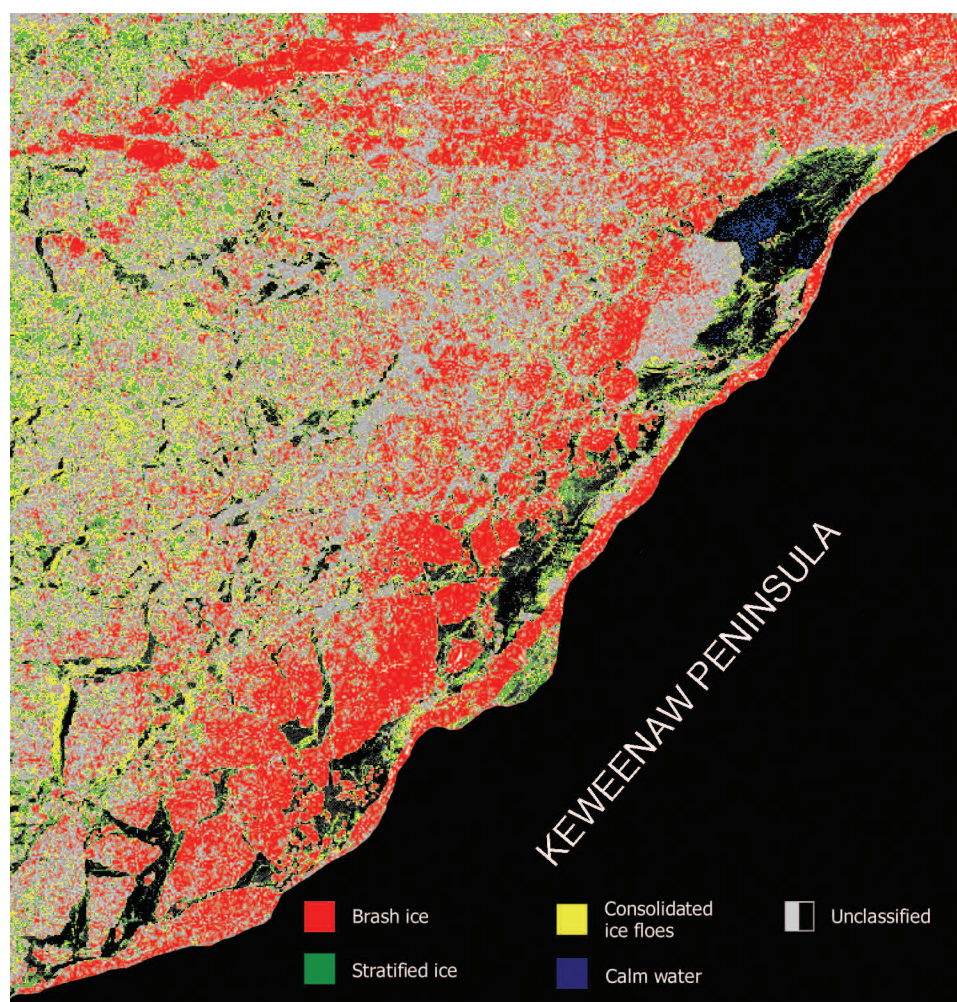 KEWEENAW PENINSULA
Brash ice
Stratified ice
Consolidated
ice floes
Calm water
Unclassified